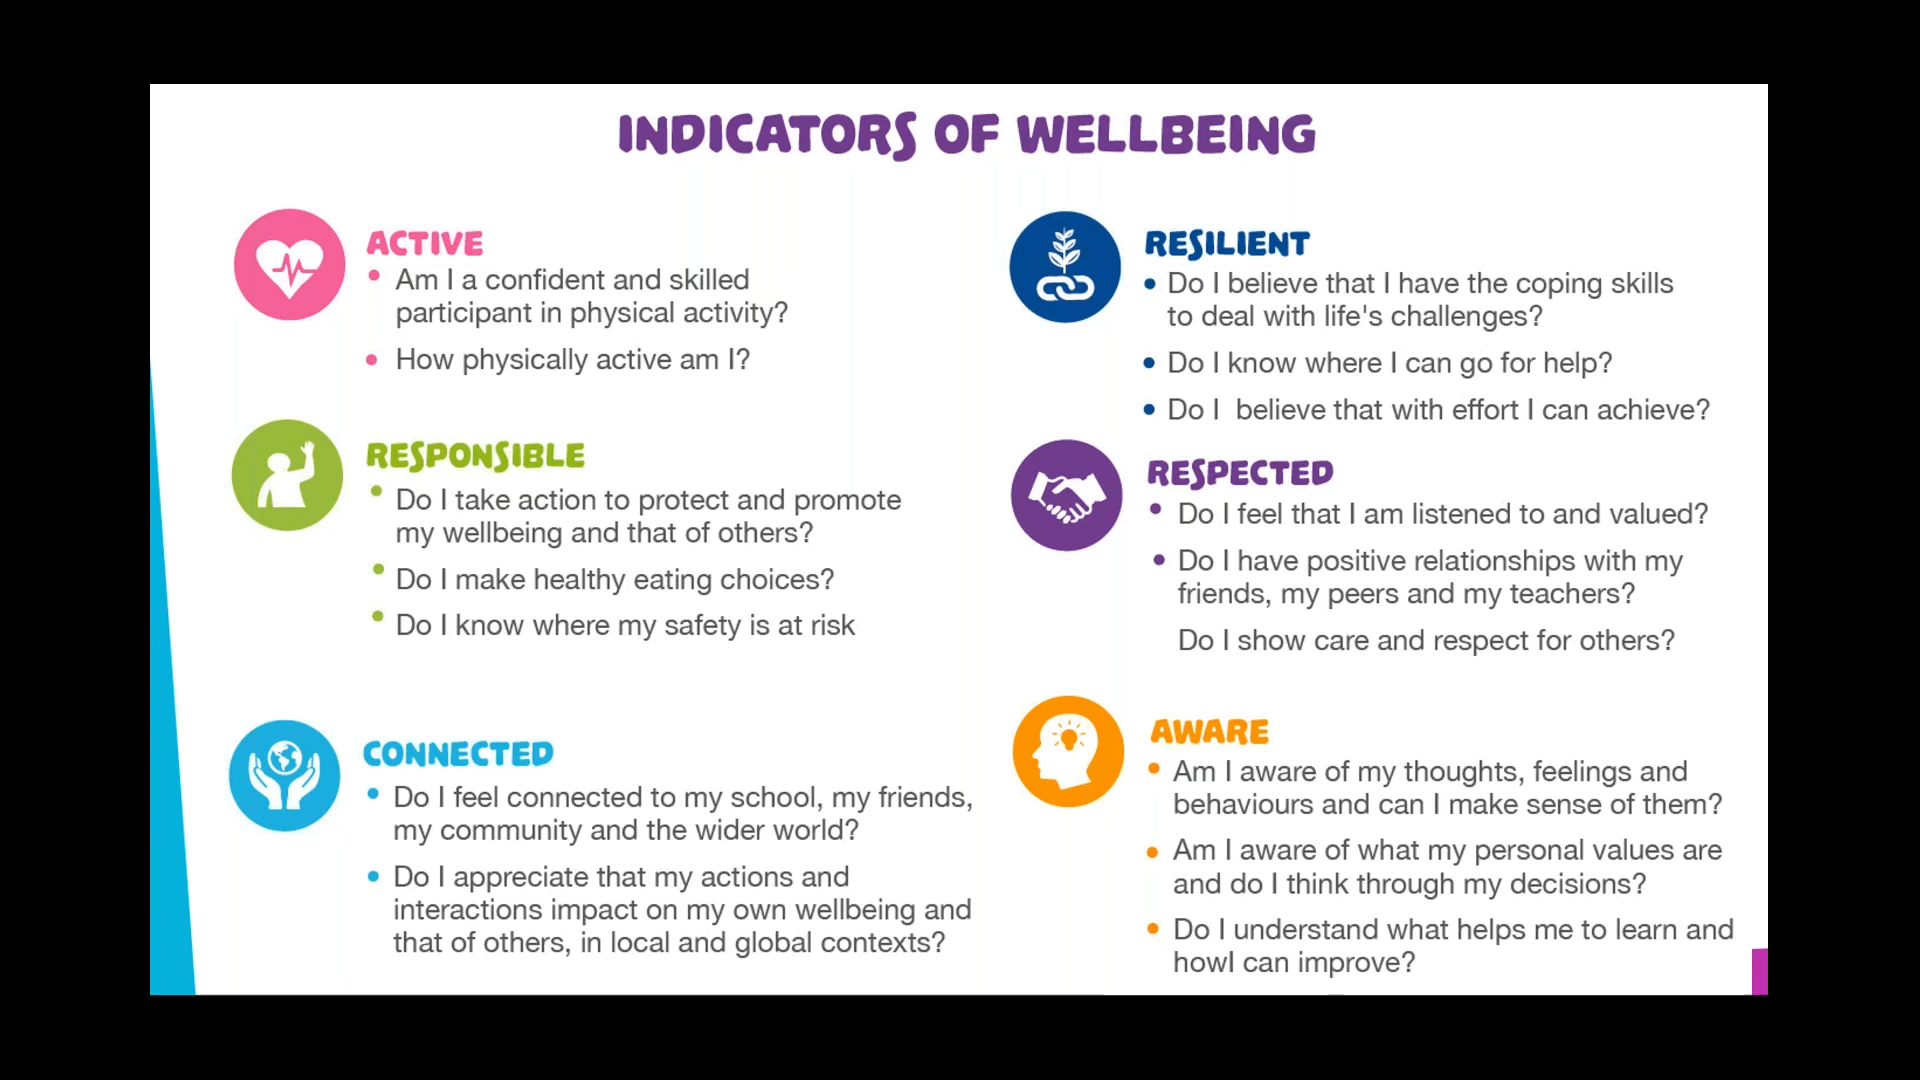 INDICATORS OF WELLBEING
ACTIVE
• Am I a confident and skilled
participant in physical activity?
• How physically active am I?
RESPONSIBLE
• Do I take action to protect and promote
my wellbeing and that of others?
• Do I make healthy eating choices?
• Do I know where my safety is at risk
CONNECTED
• Do I feel connected to my school, my friends,
my community and the wider world?
• Do I appreciate that my actions and
interactions impact on my own wellbeing and
that of others, in local and global contexts?
RESILIENT
• Do I believe that I have the coping skills
to deal with life's challenges?
• Do I know where I can go for help?
• Do I believe that with effort I can achieve?
RESPECTED
• Do I feel that I am listened to and valued?
• Do I have positive relationships with my
friends, my peers and my teachers?
Do I show care and respect for others?
AWARE
• Am I aware of my thoughts, feelings and
behaviours and can I make sense of them?
• Am I aware of what my personal values are
and do I think through my decisions?
• Do I understand what helps me to learn and
howI can improve?